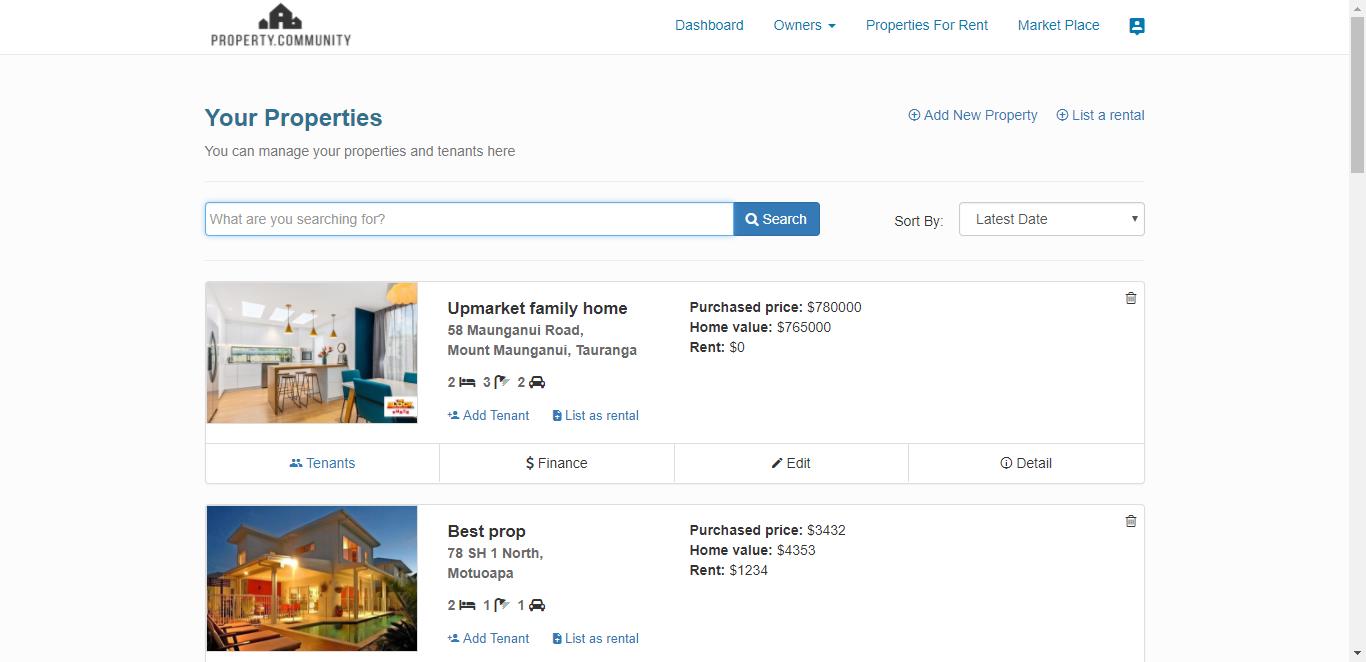 PROPERTY.COMMUNITY
Dashboard Owners Properties For Rent Market Place
Your Properties
Add New Property List a rental
You can manage your properties and tenants here
What are you searching for? Search Sort By: Latest Date
Upmarket family home
58 Maunganui Road,
Mount Maunganui, Tauranga
2 3 2
Add Tenant List as rental
Purchased price: $780000
Home value: $765000
Rent: $0
Tenants $ Finance Edit Detail
Best prop
78 SH 1 North,
Motuoapa
2 1 1
Add Tenant List as rental
Purchased price: $3432
Home value: $4353
Rent: $1234